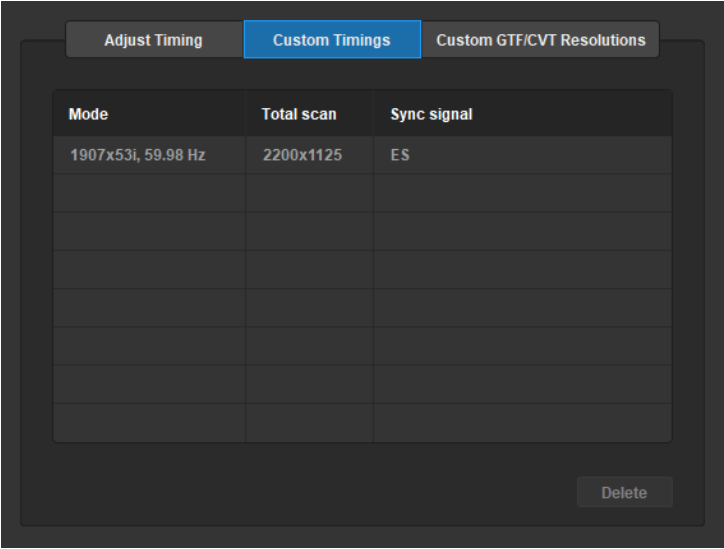 Adjust Timing Custom Timings Custom GTF/CVT Resolutions
Mode Total scan Sync signal
1907x53i, 59.98 Hz 2200x1125 ES
Delete